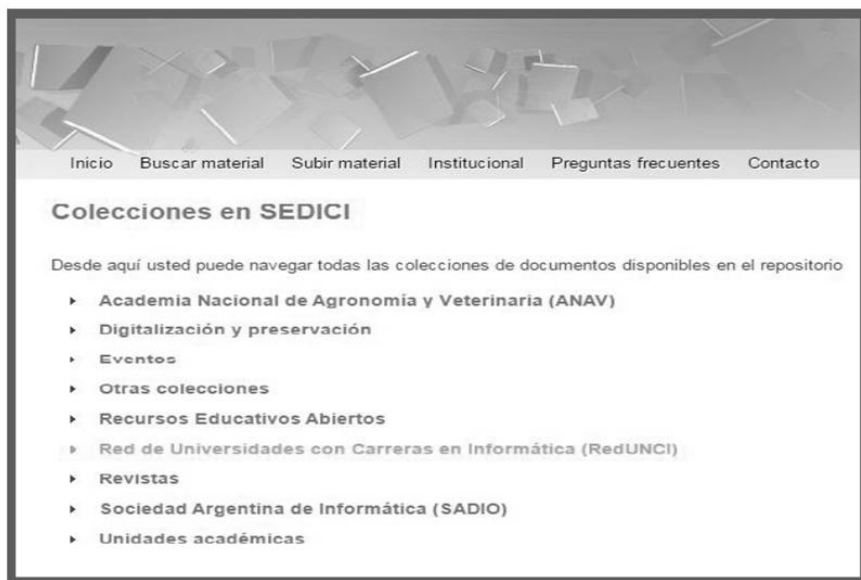 Inicio Buscar material Subir material Institucional Preguntas frecuentes Contacto
Colecciones en SEDICI
Desde aquí usted puede navegar todas las colecciones de documentos disponibles en el repositorio
Academia Nacional de Agronomía y Veterinaria (ANAV)
Digitalización y preservación
Eventos
Otras colecciones
Recursos Educativos Abiertos
Red de Universidades con Carreras en Informática (RedUNCI)
Revistas
Sociedad Argentina de Informática (SADIO)
Unidades académicas